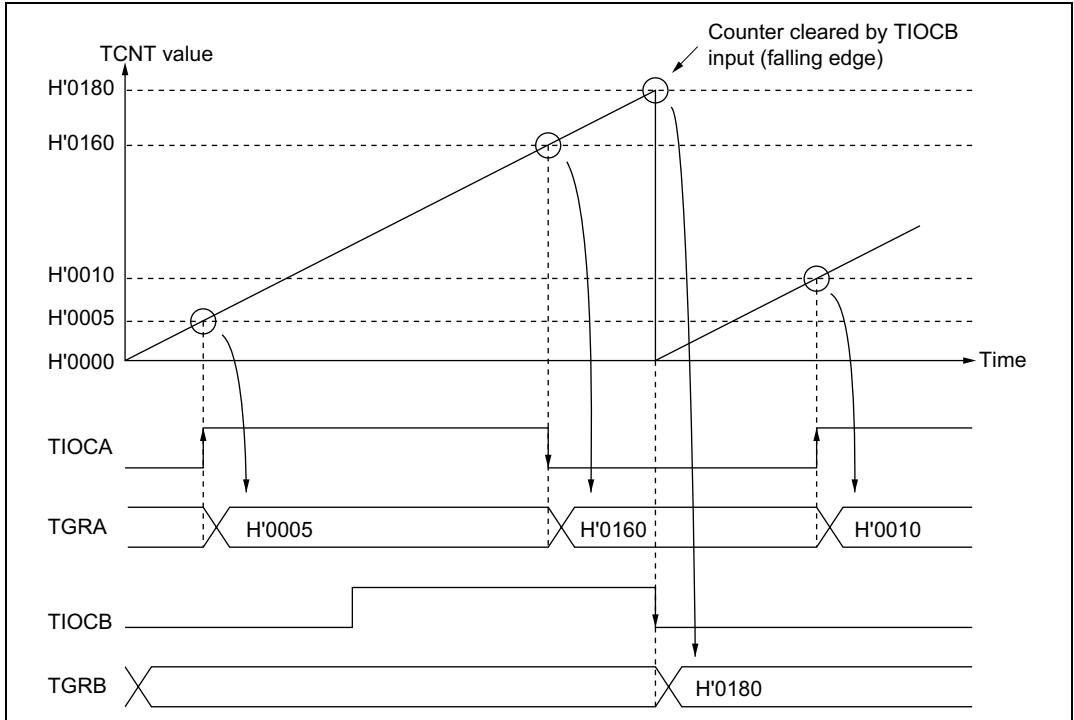 Counter cleared by TIOCB
input (falling edge)
TCNT value
H'0180
H'0160
H'0010
H'0005
H'0000
Time
TIOCA
TGRA
H'0005
H'0160
H'0010
TIOCB
TGRB
H'0180